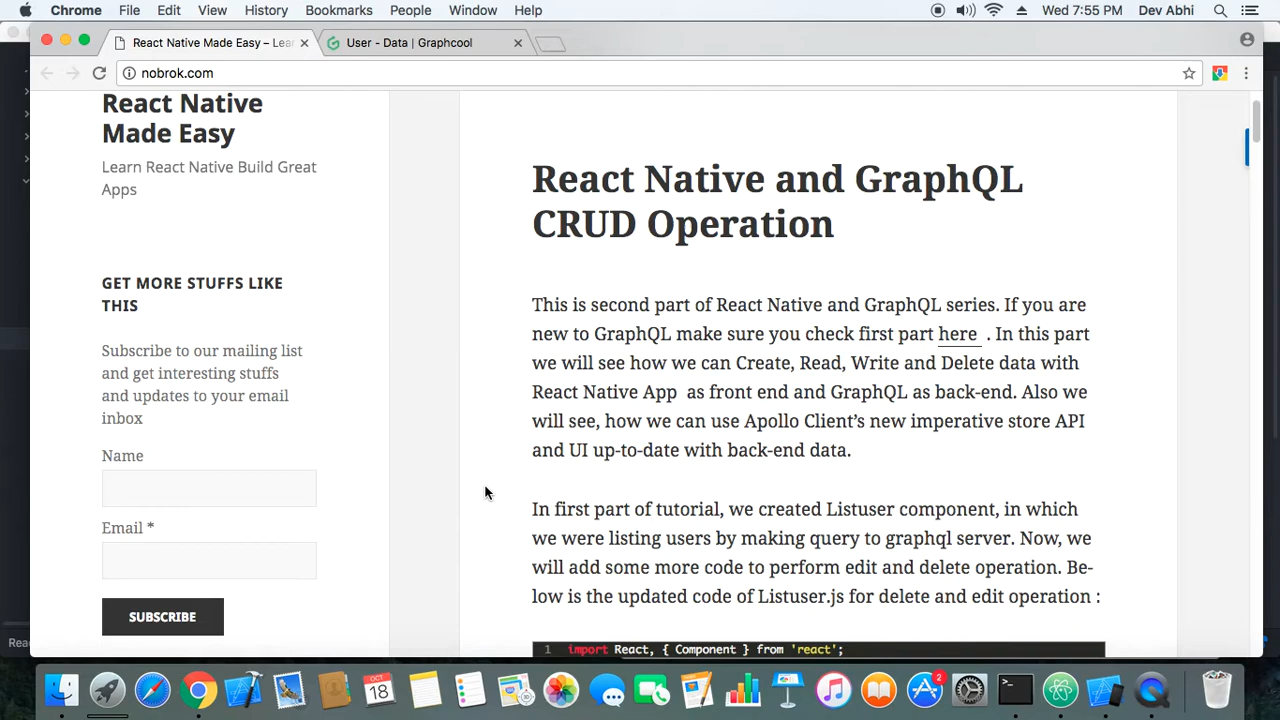 Chrome File Edit View History Bookmarks People Window Help Wed 7:55 PM Dev Abhi
React Native Made Easy – Lea
User - Data | Graphcool
nobrok.com
React Native
Made Easy
Learn React Native Build Great
Apps
GET MORE STUFFS LIKE
THIS
Subscribe to our mailing list
and get interesting stuffs
and updates to your email
inbox
Name
Email *
SUBSCRIBE
React Native and GraphQL
CRUD Operation
This is second part of React Native and GraphQL series. If you are
new to GraphQL make sure you check first part here . In this part
we will see how we can Create, Read, Write and Delete data with
React Native App as front end and GraphQL as back-end. Also we
will see, how we can use Apollo Client’s new imperative store API
and UI up-to-date with back-end data.
In first part of tutorial, we created Listuser component, in which
we were listing users by making query to graphql server. Now, we
will add some more code to perform edit and delete operation. Be-
low is the updated code of Listuser.js for delete and edit operation :
1 import React, { Component } from 'react';
Rea
OCT
18
2